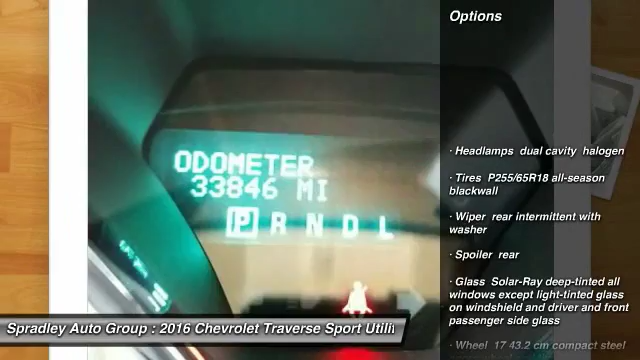 Options
ODOMETER
33846 MI
P R N D L
· Headlamps dual cavity halogen
· Tires P255/65R18 all-season
blackwall
· Wiper rear intermittent with
washer
· Spoiler rear
· Glass Solar-Ray deep-tinted all
windows except light-tinted glass
on windshield and driver and front
passenger side glass
· Wheel 17 43.2 cm compact steel
Spradley Auto Group : 2016 Chevrolet Traverse Sport Utili